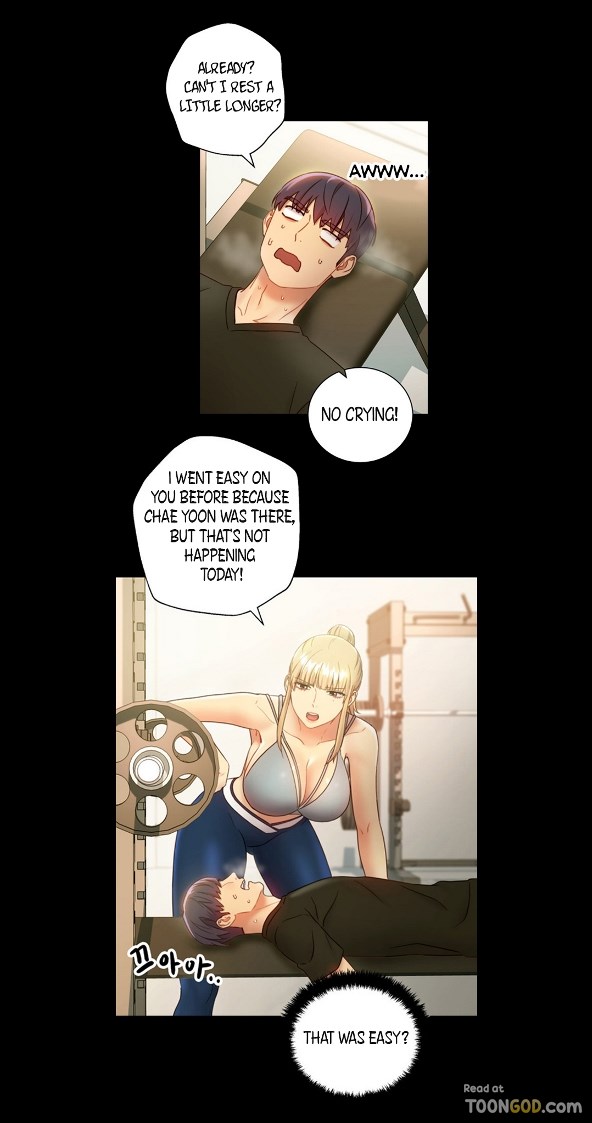 ALREADY?
CAN'T I REST A
LITTLE LONGER?
AWWW...
NO CRYING!
I WENT EASY ON
YOU BEFORE BECAUSE
CHAE YOON WAS THERE,
BUT THAT'S NOT
HAPPENING
TODAY!
끄아아..
THAT WAS EASY?
Read at
TOONGOD.COM